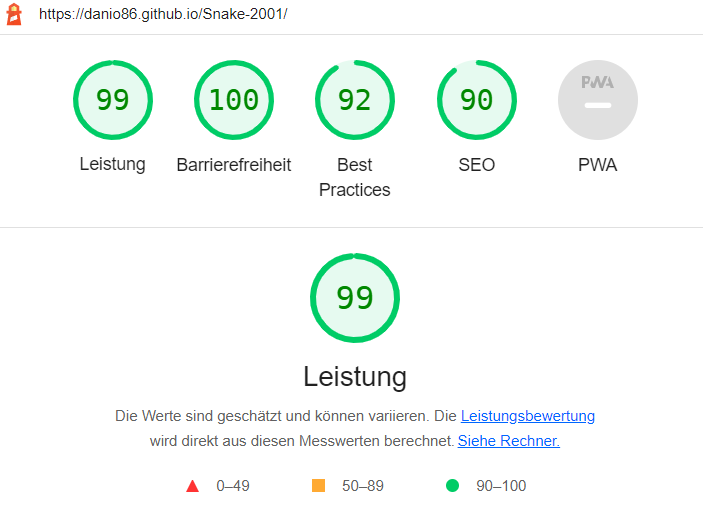 https://danio86.github.io/Snake-2001/
99 100 92 90 PWA
Leistung Barrierefreiheit Best Practices SEO PWA
99
Leistung
Die Werte sind geschätzt und können variieren. Die Leistungsbewertung
wird direkt aus diesen Messwerten berechnet. Siehe Rechner.
0–49 50–89 90–100